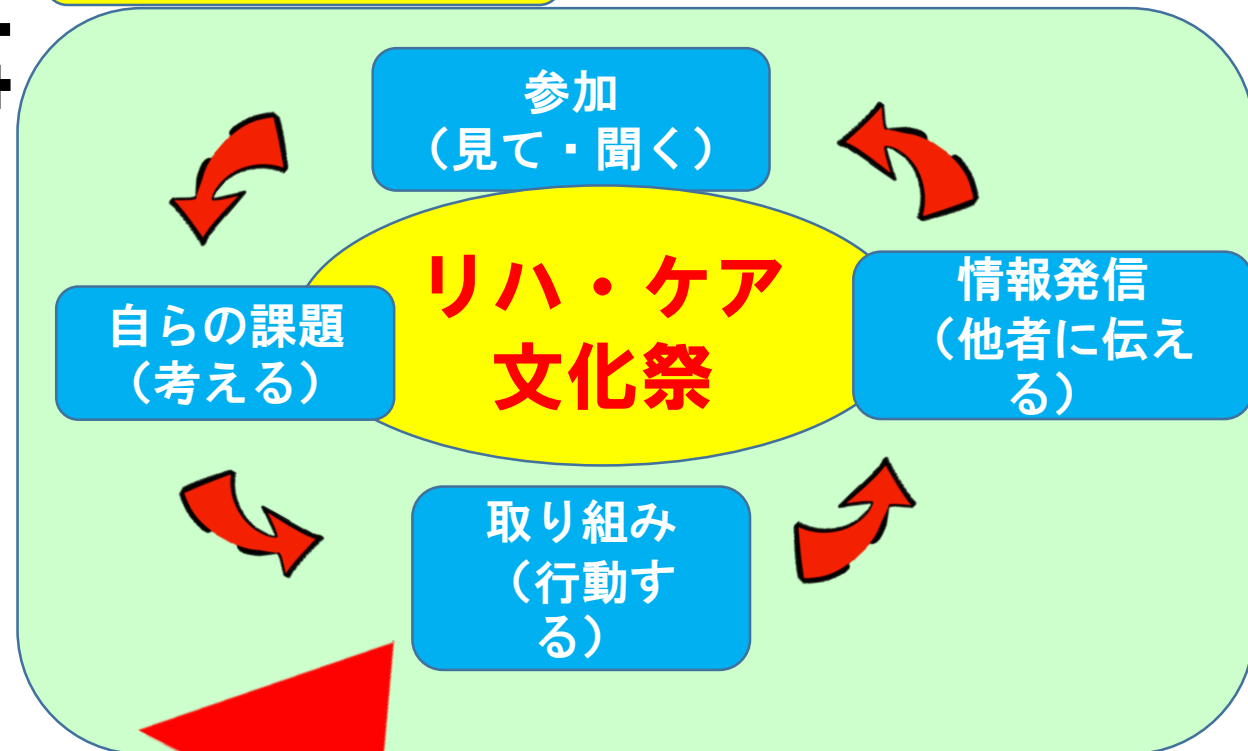 参加
（見て・聞く）
リハ・ケア
文化祭
自らの課題
（考える）
情報発信
（他者に伝え
る）
取り組み
（行動す
る）